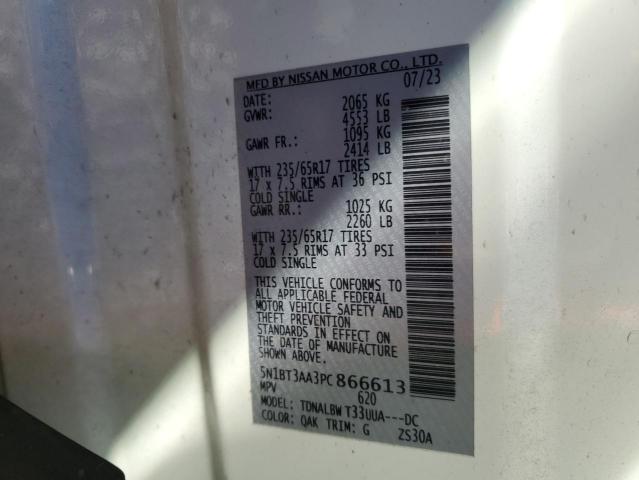 MFD BY NISSAN MOTOR CO., LTD.
DATE: 07/23
GVWR: 2065 KG
4553 LB
GAWR FR.: 1095 KG
2414 LB
WITH 235/65R17 TIRES
17 x 7.5 RIMS AT 36 PSI
COLD SINGLE
GAWR RR.: 1025 KG
2260 LB
WITH 235/65R17 TIRES
17 x 7.5 RIMS AT 33 PSI
COLD SINGLE
THIS VEHICLE CONFORMS TO
ALL APPLICABLE FEDERAL
MOTOR VEHICLE SAFETY AND
THEFT PREVENTION
STANDARDS IN EFFECT ON
THE DATE OF MANUFACTURE
5N1BT3AA3PC866613
MPV 620
MODEL: TDNALBW T33UUA---DC
COLOR: QAK TRIM: G ZS30A